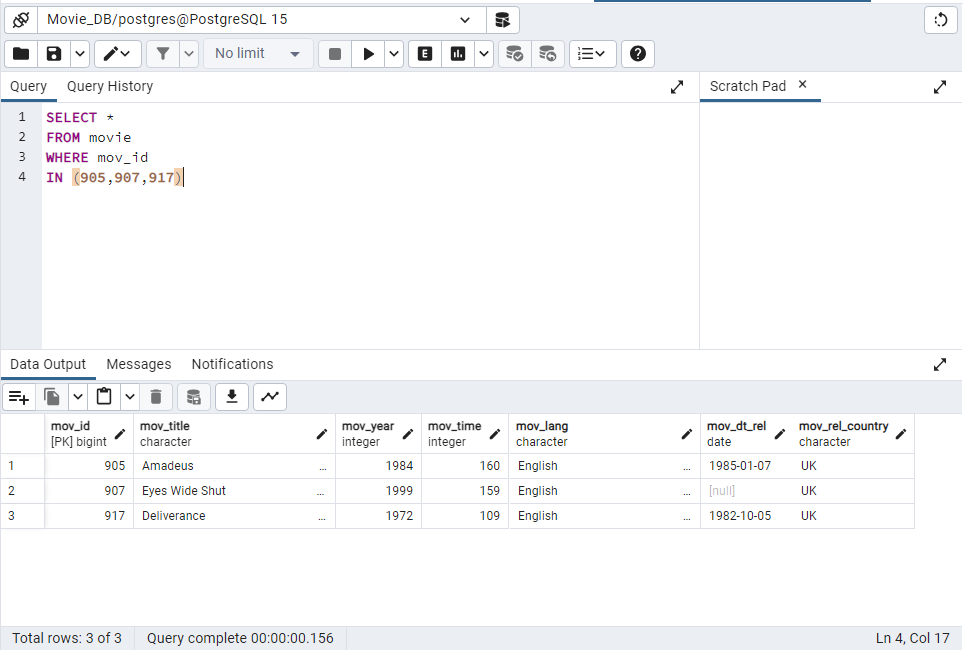 Movie_DB/postgres@PostgreSQL 15
No limit
E
Query Query History
Scratch Pad
1 SELECT *
2 FROM movie
3 WHERE mov_id
4 IN (905,907,917)
Data Output Messages Notifications
mov_id mov_title mov_year mov_time mov_lang mov_dt_rel mov_rel_country
[PK] bigint character integer integer character date character
1 905 Amadeus ... 1984 160 English ... 1985-01-07 UK
2 907 Eyes Wide Shut ... 1999 159 English ... [null] UK
3 917 Deliverance ... 1972 109 English ... 1982-10-05 UK
Total rows: 3 of 3 Query complete 00:00:00.156 Ln 4, Col 17